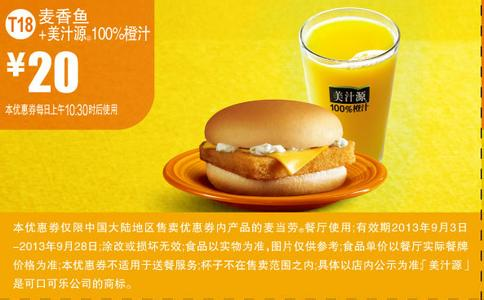 T18 麦香鱼
+美汁源®100%橙汁
¥20
本优惠券每日上午10:30时后使用
美汁源
100%橙汁
本优惠券仅限中国大陆地区售卖优惠券内产品的麦当劳®餐厅使用;有效期2013年9月3日
-2013年9月28日;涂改或损坏无效;食品以实物为准,图片仅供参考;食品单价以餐厅实际餐牌
价格为准;本优惠券不适用于送餐服务;杯子不在售卖范围之内;具体以店内公示为准;「美汁源」
是可口可乐公司的商标。